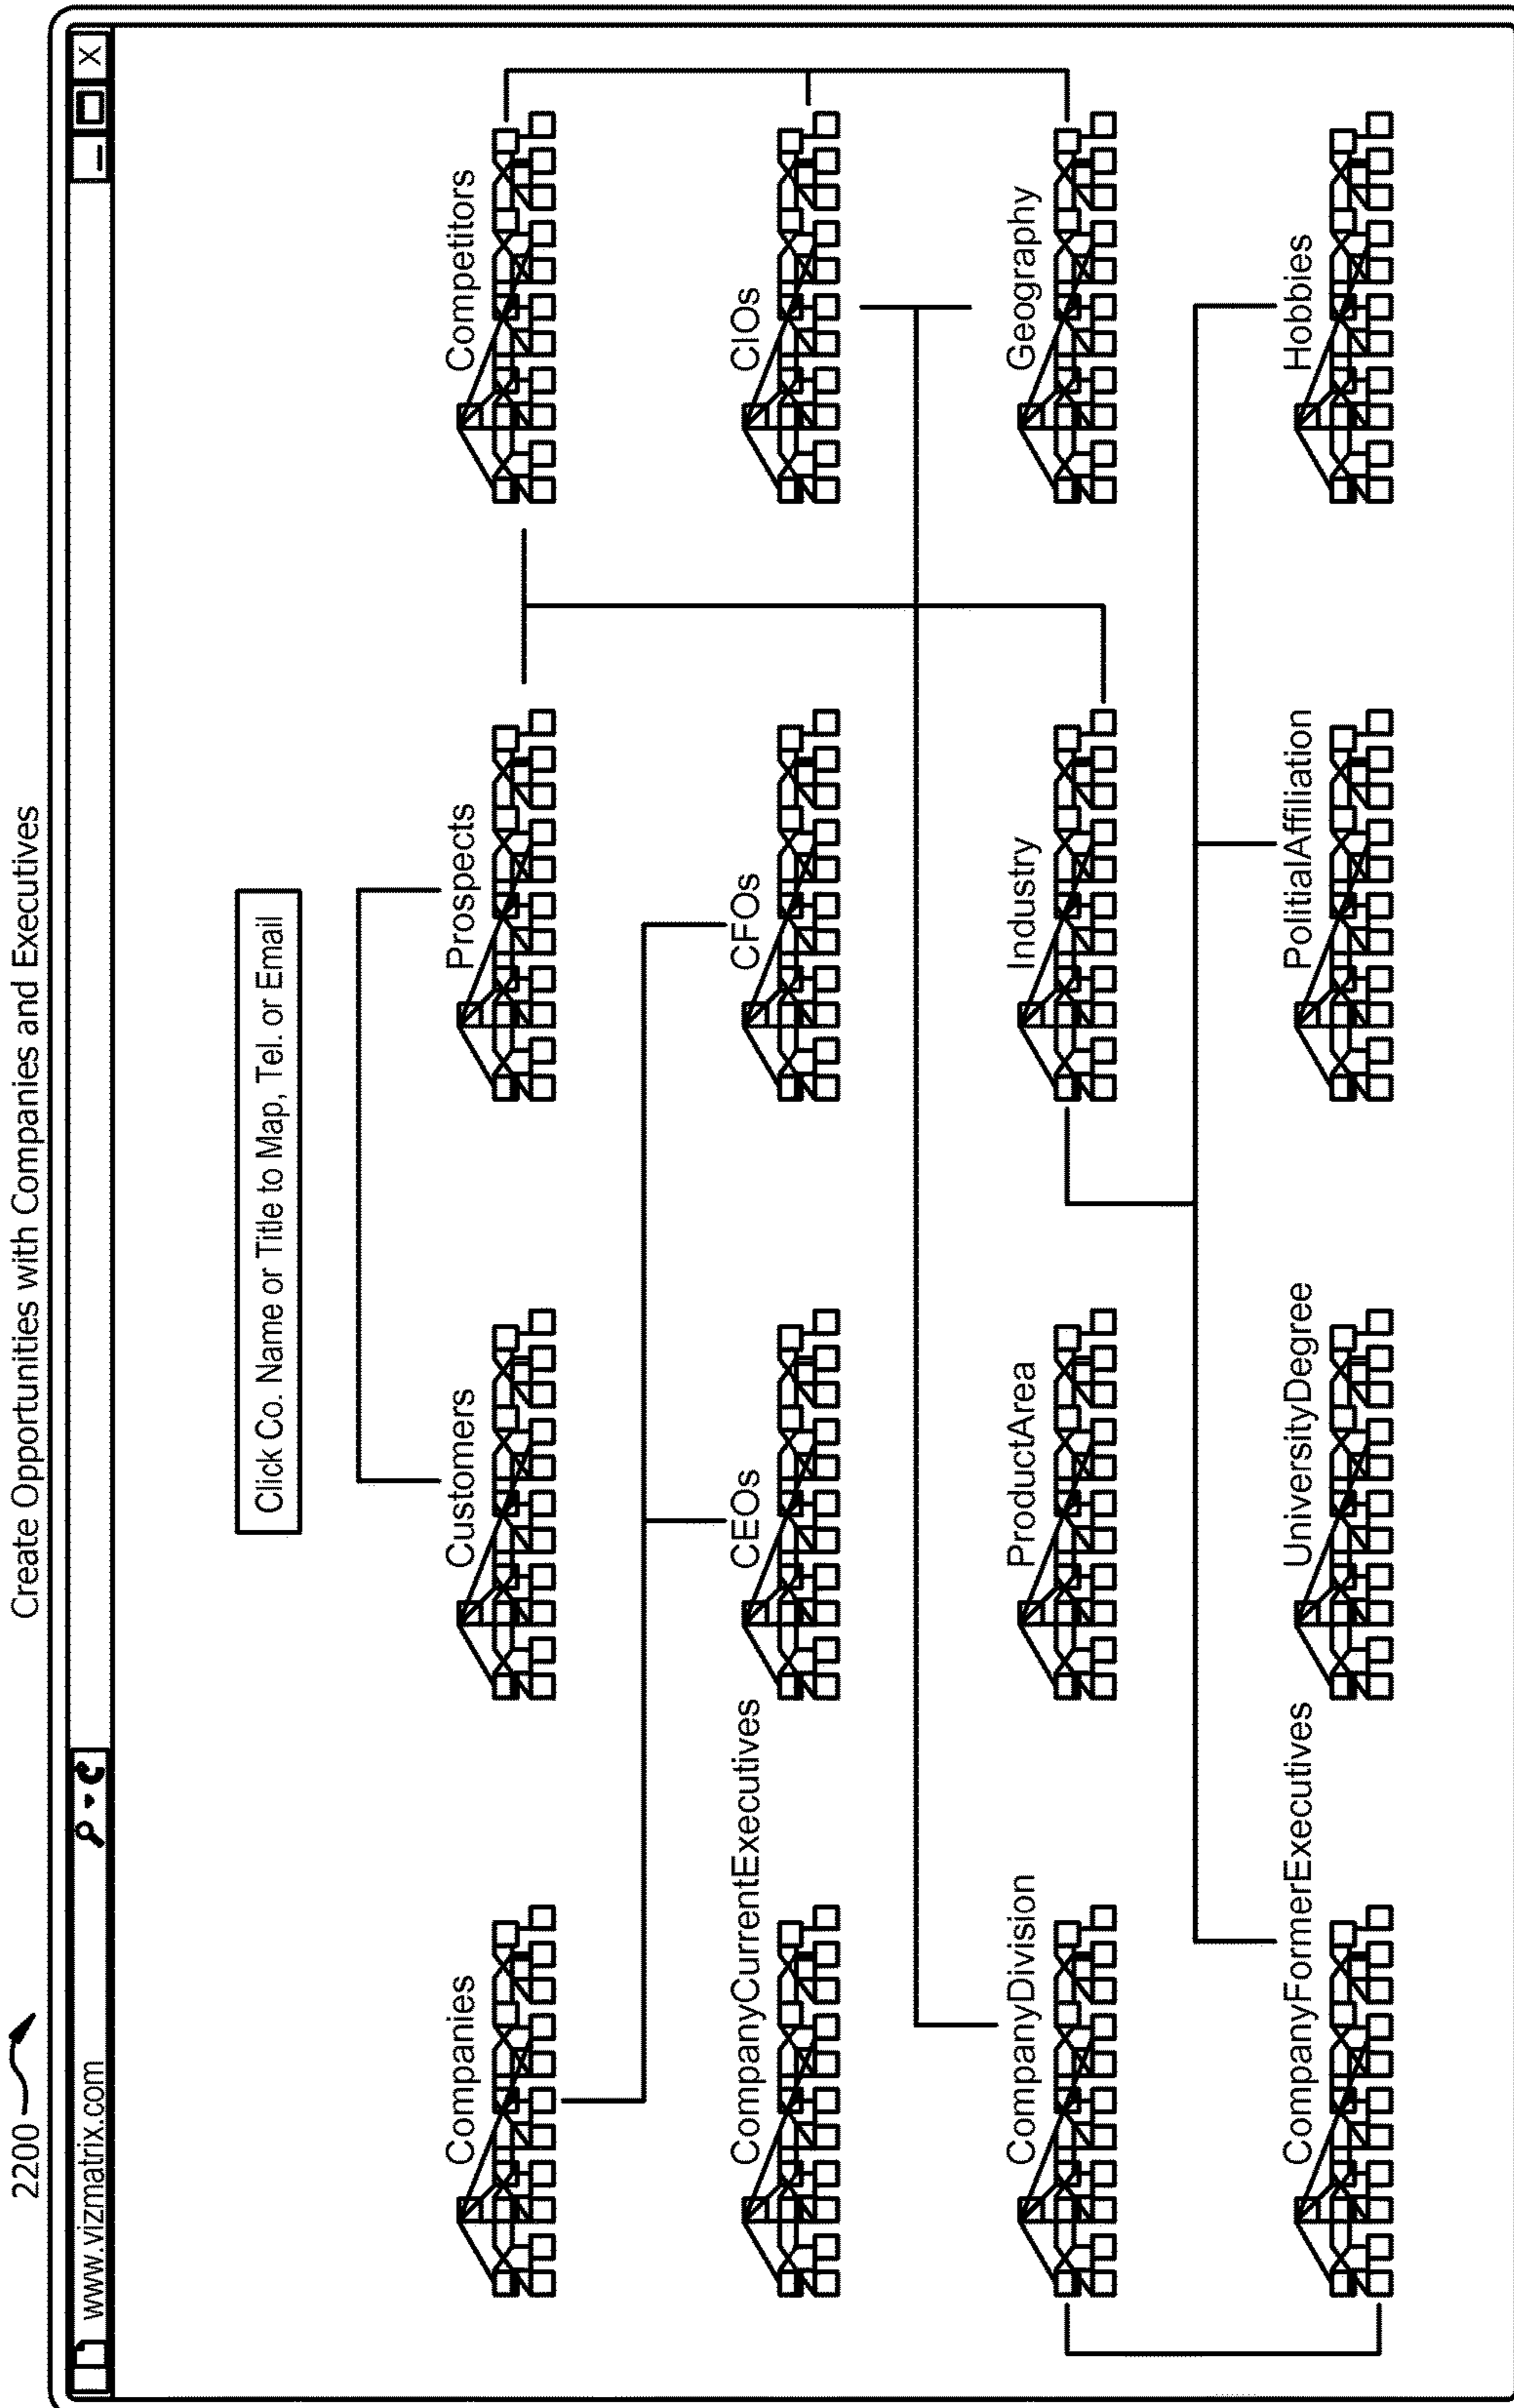 2200
Create Opportunities with Companies and Executives
www.vizmatrix.com
X
Click Co. Name or Title to Map, Tel. or Email
Companies
Customers
Prospects
Competitors
CompanyCurrentExecutives
CEOs
CFOs
CIOs
CompanyDivision
ProductArea
Industry
Geography
CompanyFormerExecutives
UniversityDegree
PolitialAffiliation
Hobbies